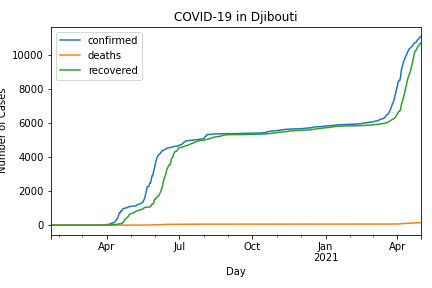 COVID-19 in Djibouti
confirmed
deaths
recovered
10000
8000
6000
4000
2000
0
Number of Cases
Apr
Jul
Oct
Jan
2021
Apr
Day